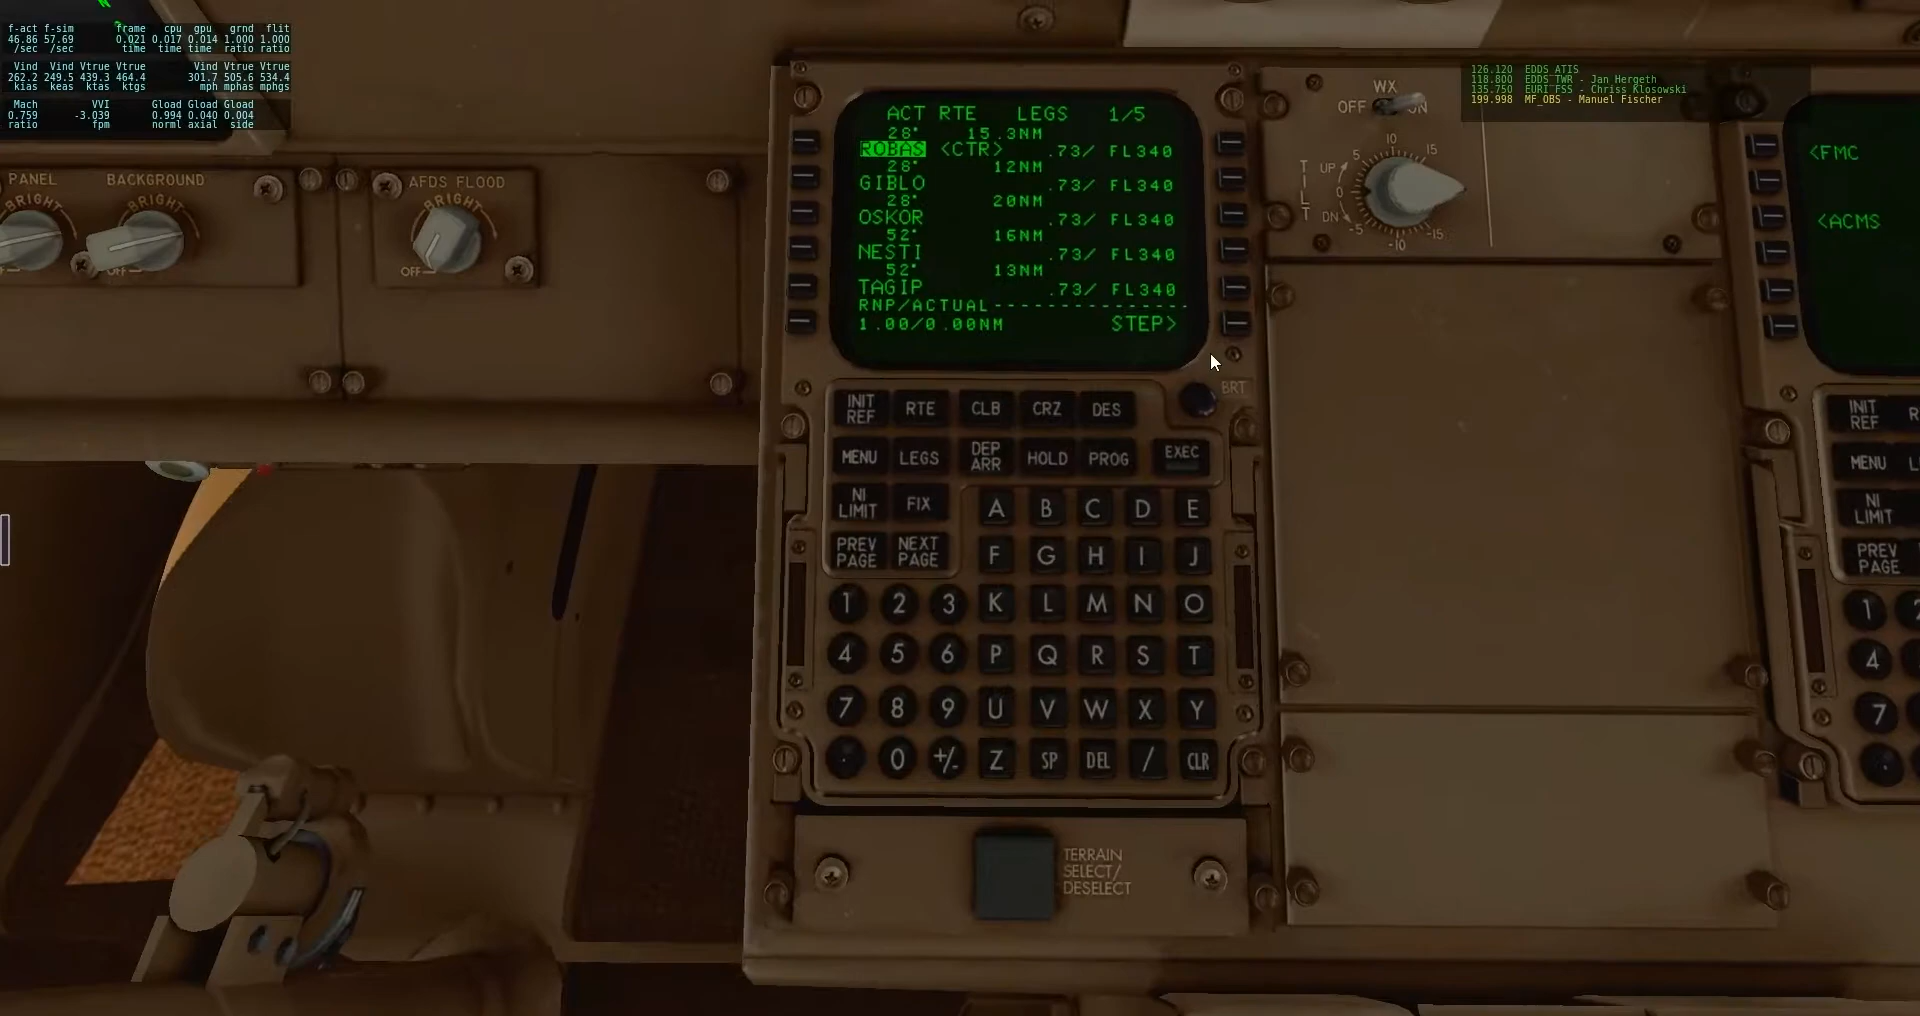 f-act f-sim frame cpu gpu grnd flit
46.86 57.69 0.021 0.017 0.014 1.000 1.000
/sec /sec time time time ratio ratio
Vind Vind Vtrue Vtrue Vind Vtrue Vtrue
262.2 249.5 439.3 464.4 301.7 505.6 534.4
kias keas ktas ktgs mph mphas mphgs
Mach VVI Gload Gload Gload
0.759 -3.039 0.994 0.040 0.004
ratio fpm norml axial side
126.120 EDDS_ATIS
118.800 EDDS_TWR - Jan Hergeth
135.750 EURI_FSS - Chriss Klosowski
199.998 MF_OBS - Manuel Fischer
PANEL
BRIGHT
BACKGROUND
BRIGHT
OFF
AFDS FLOOD
BRIGHT
OFF
ACT RTE LEGS 1/5
28° 15.3NM
ROBAS <CTR> .73/ FL340
28° 12NM
GIBLO .73/ FL340
28° 20NM
OSKOR .73/ FL340
52° 16NM
NESTI .73/ FL340
52° 13NM
TAGIP .73/ FL340
RNP/ACTUAL----------------
1.00/0.00NM STEP>
BRT
INIT REF RTE CLB CRZ DES
MENU LEGS DEP ARR HOLD PROG EXEC
N1 LIMIT FIX
PREV PAGE NEXT PAGE
A B C D E
F G H I J
1 2 3 K L M N O
4 5 6 P Q R S T
7 8 9 U V W X Y
. 0 +/- Z SP DEL / CLR
TERRAIN
SELECT/
DESELECT
WX
OFF ON
10
5 15
UP
TILT 0
DN
-5 -15
-10
<FMC
<ACMS
INIT
REF
MENU
N1
LIMIT
PREV
PAGE
1
4
7